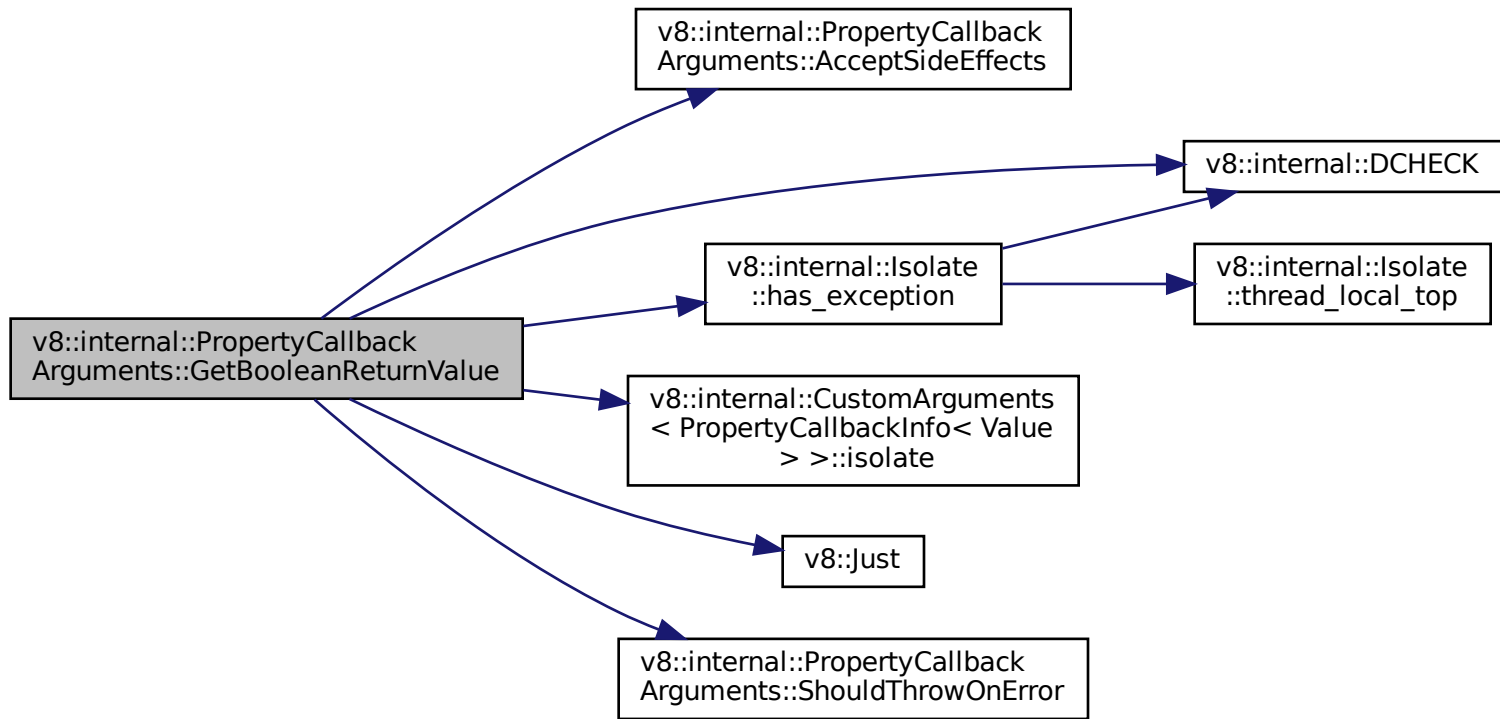 v8::internal::PropertyCallback
Arguments::AcceptSideEffects
v8::internal::DCHECK
v8::internal::Isolate
::has_exception
v8::internal::Isolate
::thread_local_top
v8::internal::PropertyCallback
Arguments::GetBooleanReturnValue
v8::internal::CustomArguments
< PropertyCallbackInfo< Value
> >::isolate
v8::Just
v8::internal::PropertyCallback
Arguments::ShouldThrowOnError